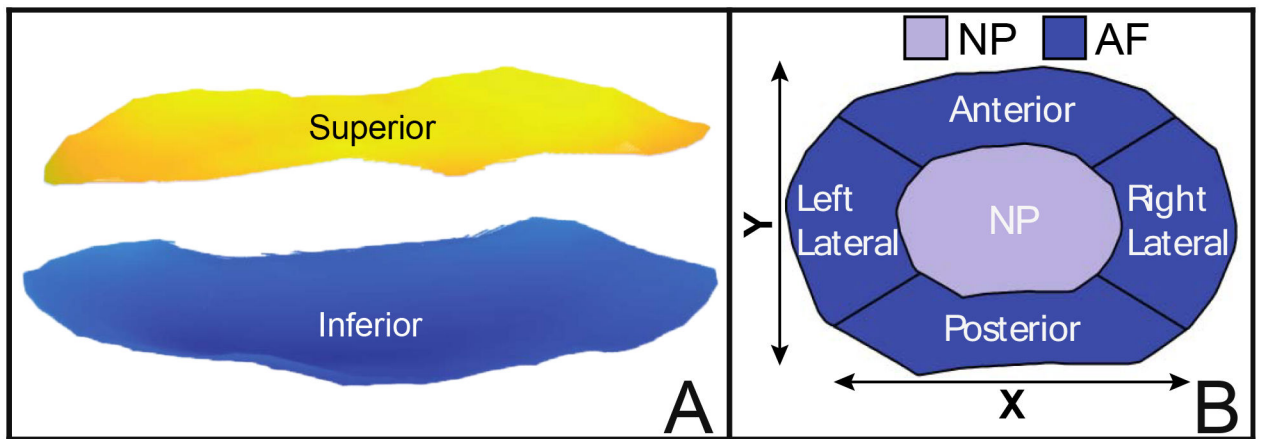 Superior
Inferior
A
NP AF
Anterior
Left
Lateral
NP
Right
Lateral
Posterior
Y
X
B